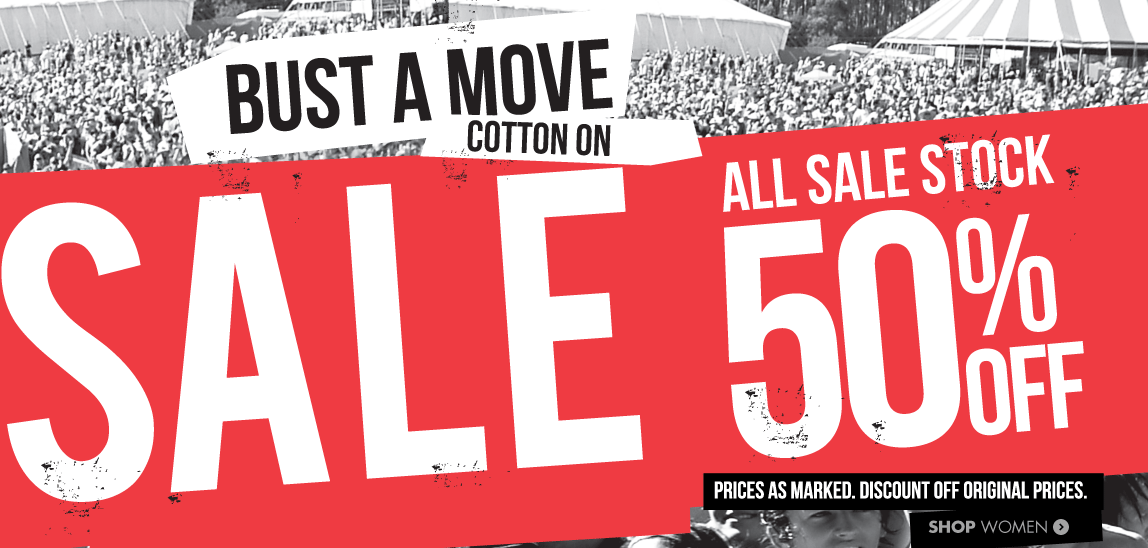 BUST A MOVE
COTTON ON
SALE
ALL SALE STOCK
50%
OFF
PRICES AS MARKED. DISCOUNT OFF ORIGINAL PRICES.
SHOP WOMEN